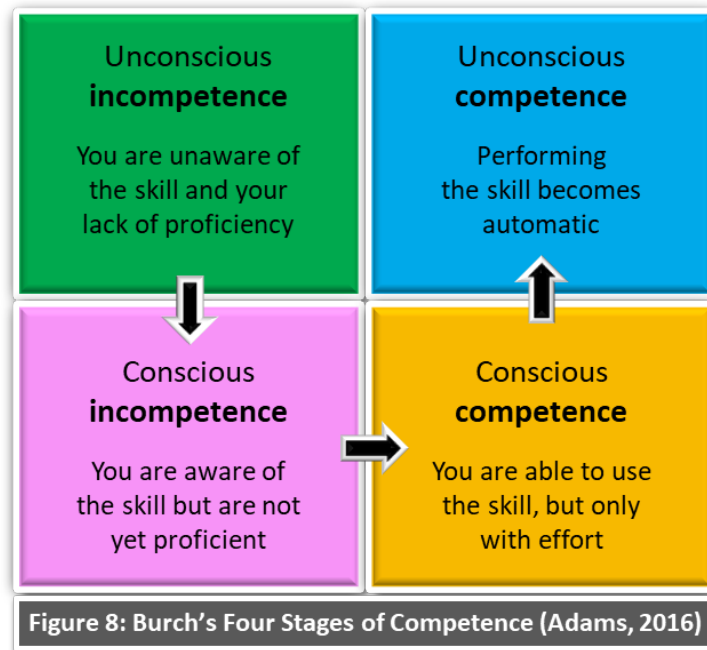 Unconscious
incompetence
You are unaware of
the skill and your
lack of proficiency
Conscious
incompetence
You are aware of
the skill but are not
yet proficient
Conscious
competence
You are able to use
the skill, but only
with effort
Unconscious
competence
Performing
the skill becomes
automatic
Figure 8: Burch's Four Stages of Competence (Adams, 2016)